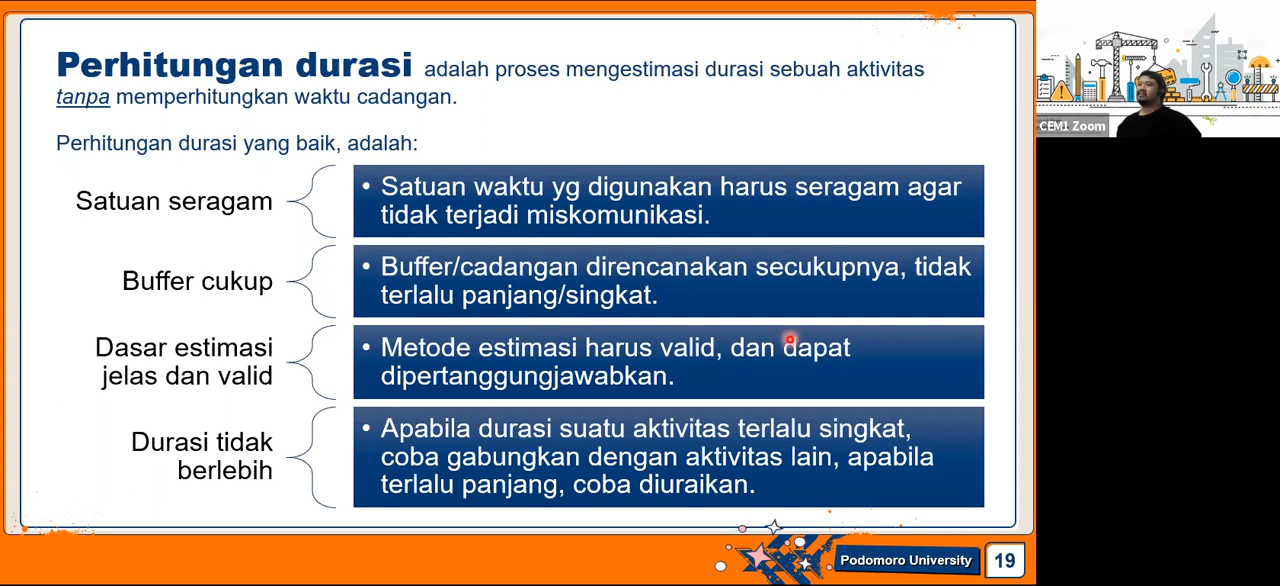 Perhitungan durasi adalah proses mengestimasi durasi sebuah aktivitas
tanpa memperhitungkan waktu cadangan.
Perhitungan durasi yang baik, adalah:
Satuan seragam
• Satuan waktu yg digunakan harus seragam agar
tidak terjadi miskomunikasi.
Buffer cukup
• Buffer/cadangan direncanakan secukupnya, tidak
terlalu panjang/singkat.
Dasar estimasi
jelas dan valid
• Metode estimasi harus valid, dan dapat
dipertanggungjawabkan.
Durasi tidak
berlebih
• Apabila durasi suatu aktivitas terlalu singkat,
coba gabungkan dengan aktivitas lain, apabila
terlalu panjang, coba diuraikan.
Podomoro University
19
CEM1 Zoom